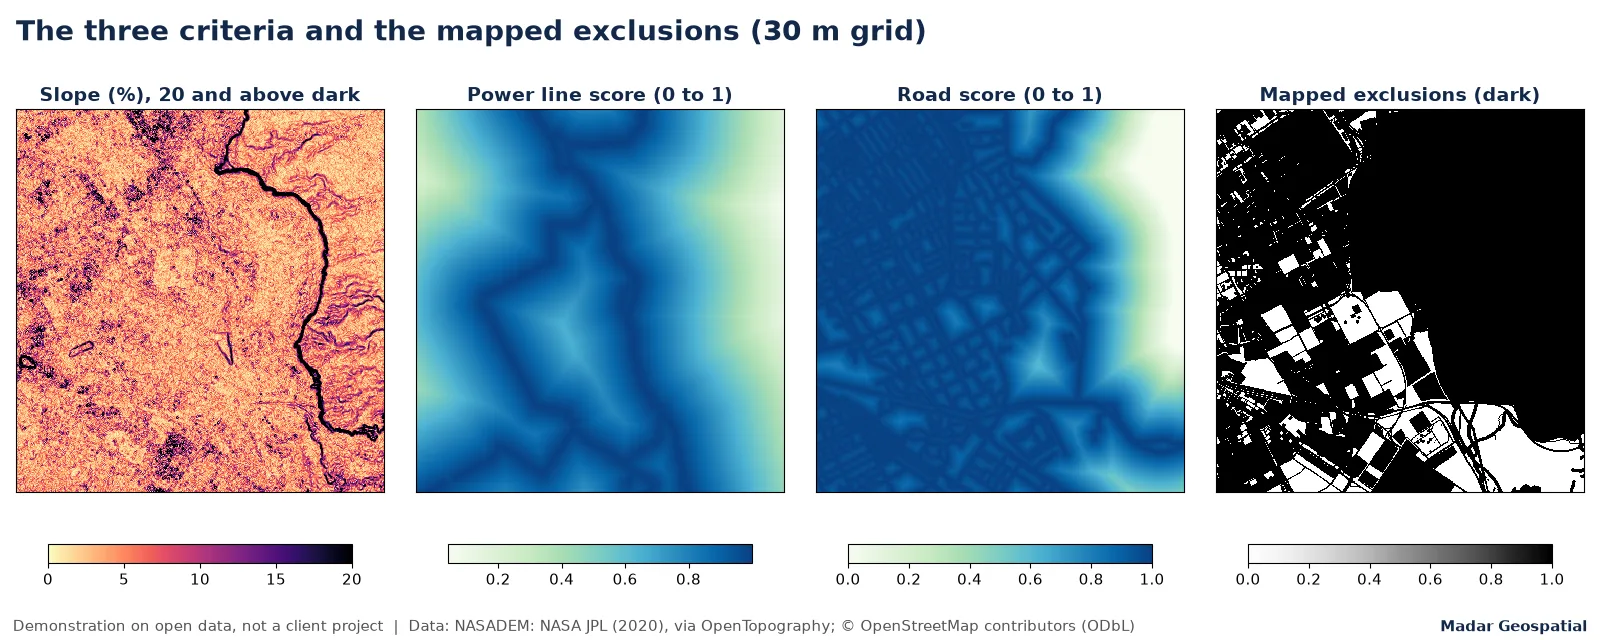 The three criteria and the mapped exclusions (30 m grid)
Slope (%), 20 and above dark
Power line score (0 to 1)
Road score (0 to 1)
Mapped exclusions (dark)
0 5 10 15 20
0.2 0.4 0.6 0.8
0.0 0.2 0.4 0.6 0.8 1.0
0.0 0.2 0.4 0.6 0.8 1.0
Demonstration on open data, not a client project | Data: NASADEM: NASA JPL (2020), via OpenTopography; © OpenStreetMap contributors (ODbL)
Madar Geospatial